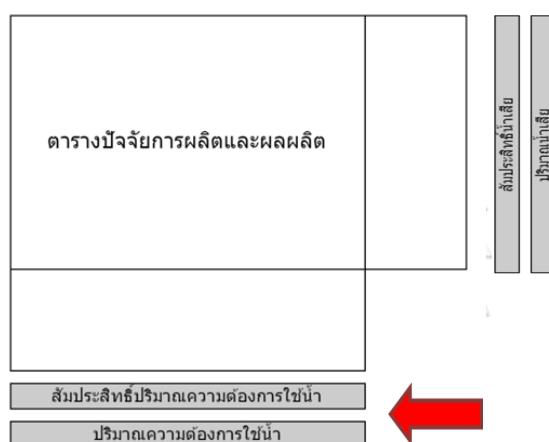 ตารางปัจจัยการผลิตและผลผลิต
สัมประสิทธิ์น้ำเสีย
ปริมาณน้ำเสีย
สัมประสิทธิ์ปริมาณความต้องการใช้น้ำ
ปริมาณความต้องการใช้น้ำ